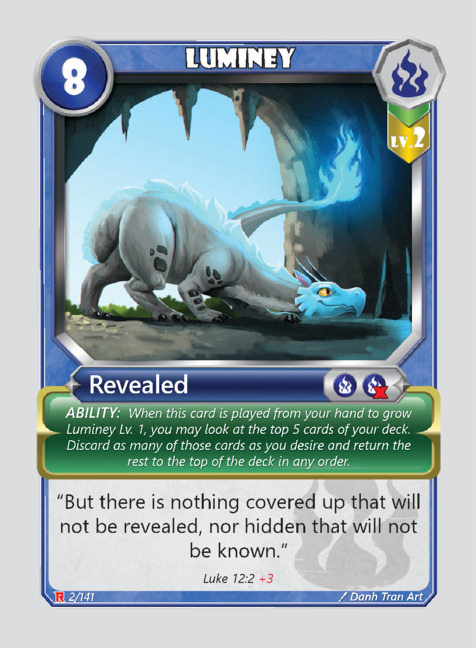 LUMINEY
8
LV.2
Revealed
ABILITY: When this card is played from your hand to grow
Luminey Lv. 1, you may look at the top 5 cards of your deck.
Discard as many of those cards as you desire and return the
rest to the top of the deck in any order.
“But there is nothing covered up that will
not be revealed, nor hidden that will not
be known.“
Luke 12:2 +3
R 2/141
Danh Tran Art